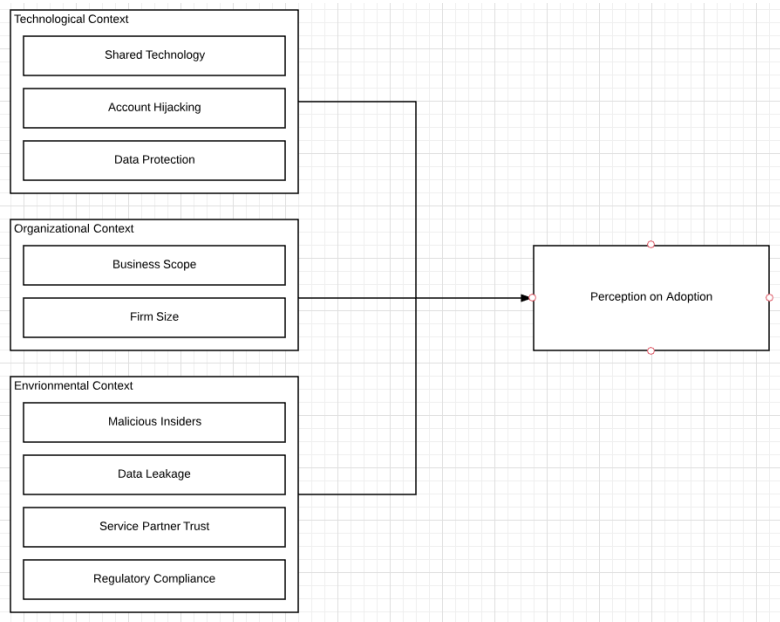 Technological Context
Shared Technology
Account Hijacking
Data Protection
Organizational Context
Business Scope
Firm Size
Perception on Adoption
Envrionmental Context
Malicious Insiders
Data Leakage
Service Partner Trust
Regulatory Compliance